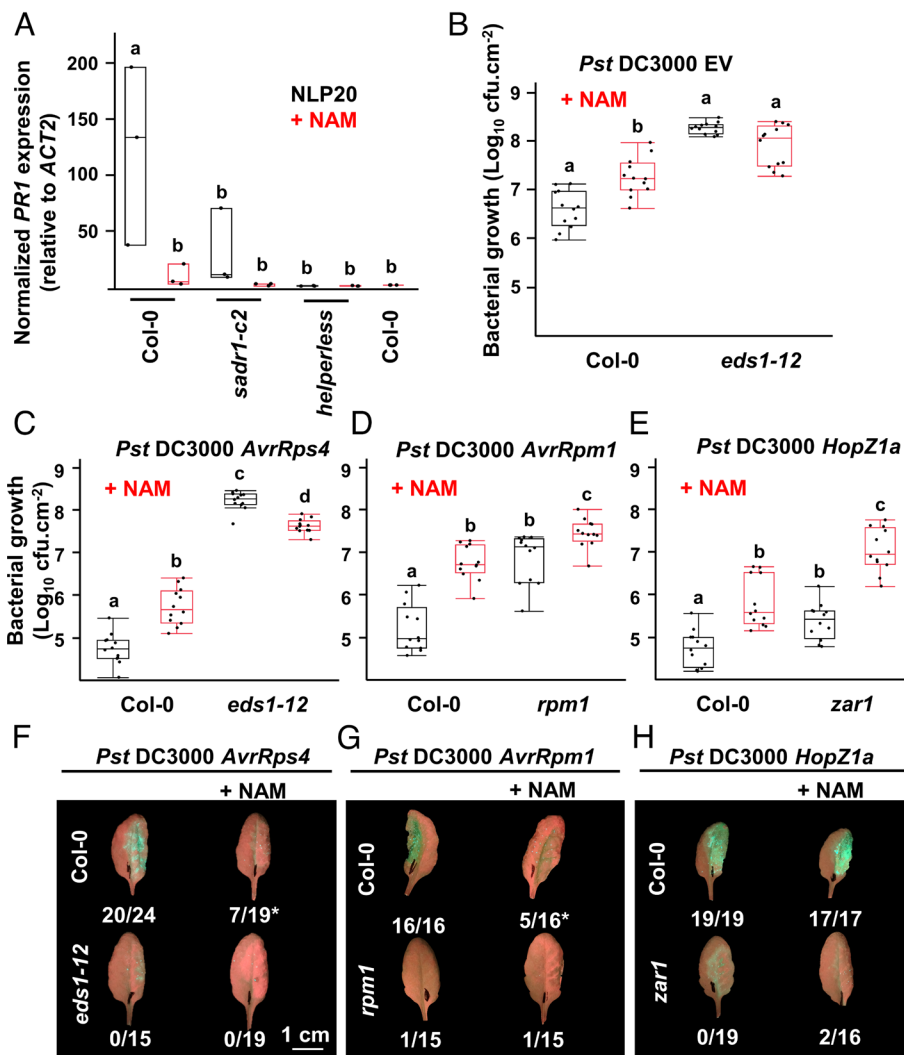 A
Normalized PR1 expression
(relative to ACT2)
200
150
100
50
NLP20
+ NAM
a
b
b
b
b
b
b
Col-0
sadr1-c2
helperless
Col-0
B
Pst DC3000 EV
Bacterial growth (Log10 cfu.cm-2)
+ NAM
9
8
7
6
5
a
b
a
a
Col-0
eds1-12
C
Pst DC3000 AvrRps4
Bacterial growth
(Log10 cfu.cm-2)
+ NAM
9
8
7
6
5
a
b
c
d
Col-0
eds1-12
D
Pst DC3000 AvrRpm1
+ NAM
9
8
7
6
5
a
b
b
c
Col-0
rpm1
E
Pst DC3000 HopZ1a
+ NAM
9
8
7
6
5
a
b
b
c
Col-0
zar1
F
Pst DC3000 AvrRps4
+ NAM
Col-0
20/24
7/19*
eds1-12
0/15
0/19
1 cm
G
Pst DC3000 AvrRpm1
+ NAM
Col-0
16/16
5/16*
rpm1
1/15
1/15
H
Pst DC3000 HopZ1a
+ NAM
Col-0
19/19
17/17
zar1
0/19
2/16